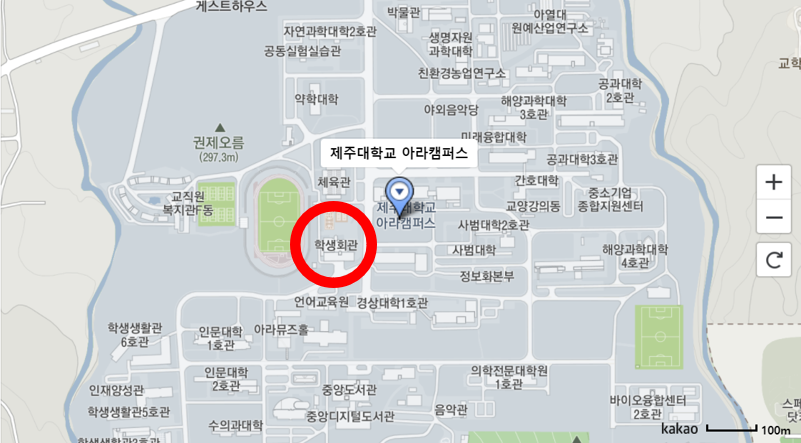 게스트하우스
박물관
아열대
원예산업연구소
자연과학대학2호관
생명자원
과학대학
공동실험실습관
친환경농업연구소
공과대학
2호관
교학
약학대학
해양과학대학
3호관
야외음악당
권제오름
(297.3m)
미래융합대학
제주대학교 아라캠퍼스
공과대학3호관
체육관
간호대학
교직원
복지관F동
중소기업
종합지원센터
제주대학교
아라캠퍼스
교양강의동
사범대학2호관
학생회관
사범대학
해양과학대학
4호관
정보화본부
언어교육원
경상대학1호관
학생생활관
6호관
인문대학
1호관
아라뮤즈홀
인문대학
2호관
의학전문대학원
1호관
인재양성관
중앙도서관
바이오융합센터
2호관
스페
닷
학생생활관5호관
중앙디지털도서관
음악관
수의과대학
kakao
100m
학생생활관3호관